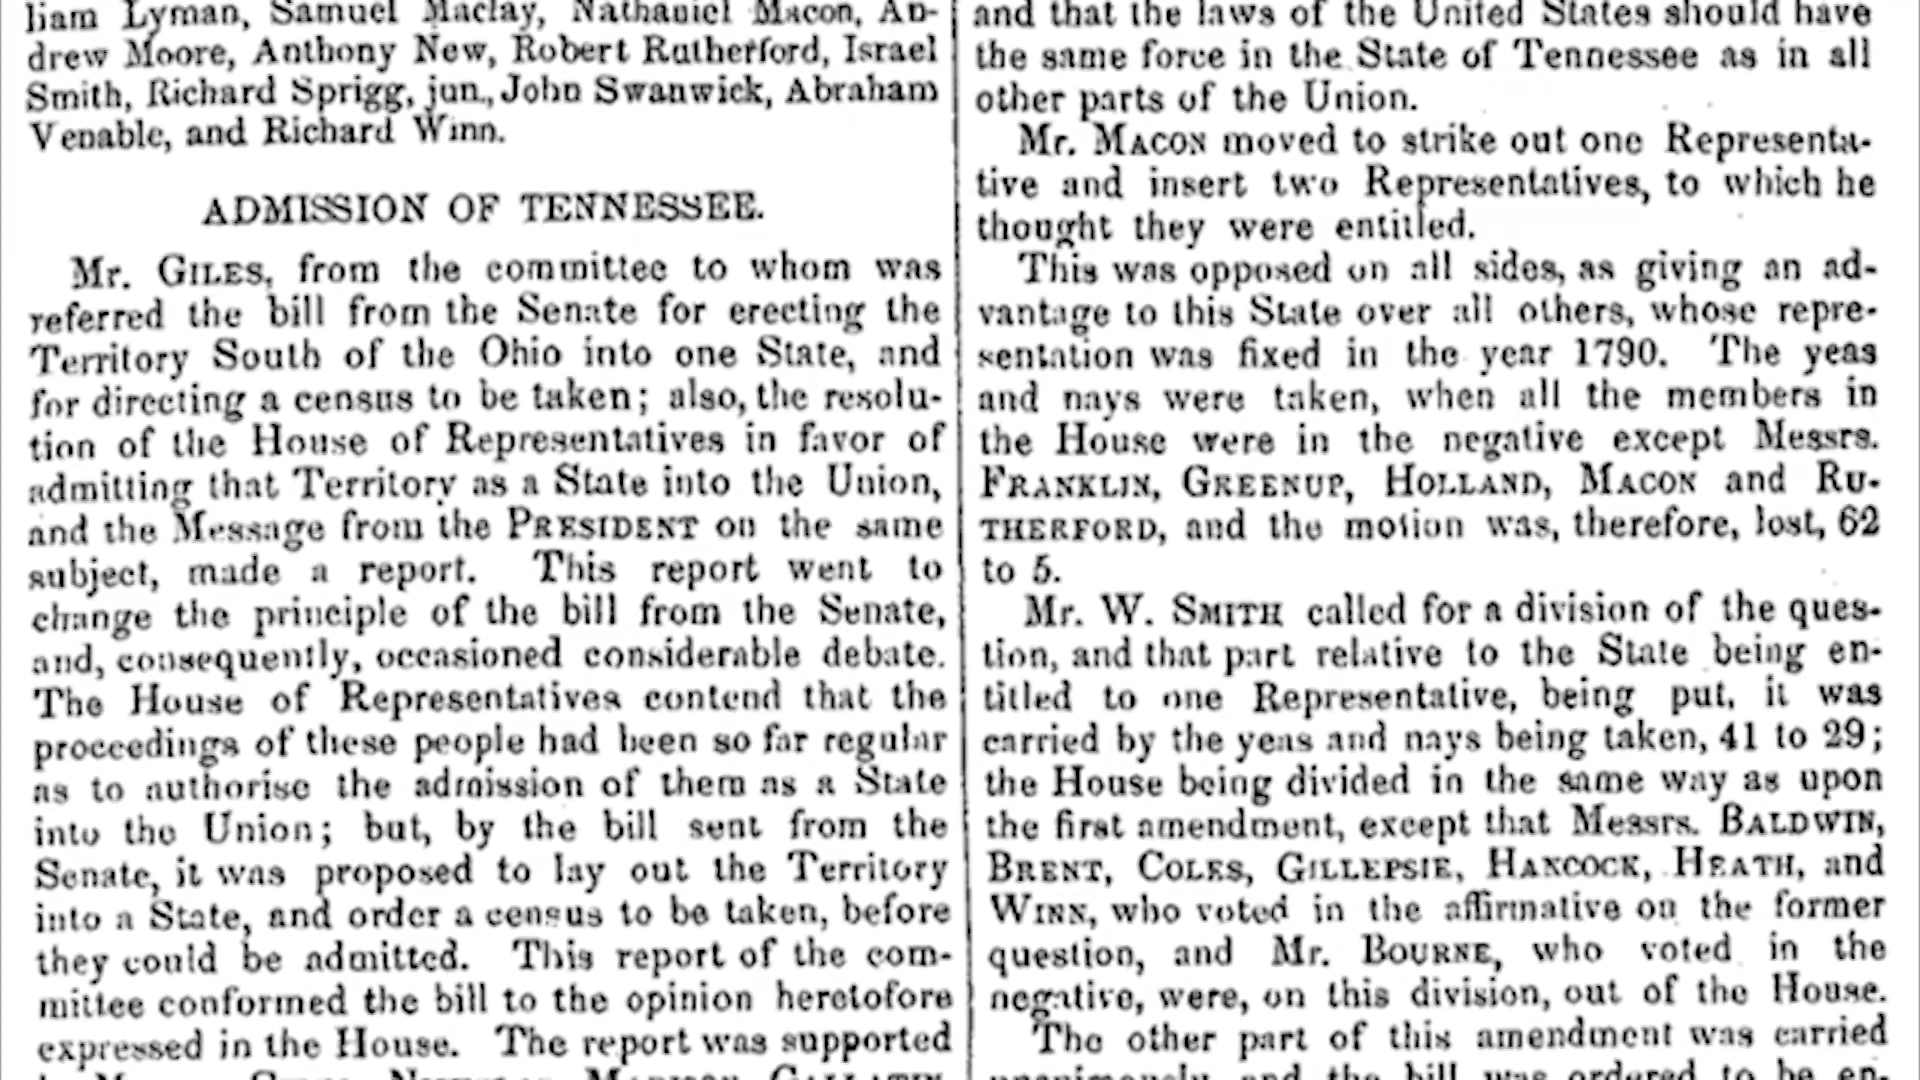 liam Lyman, Samuel Maclay, Nathaniel Macon, An-
drew Moore, Anthony New, Robert Rutherford, Israel
Smith, Richard Sprigg, jun., John Swanwick, Abraham
Venable, and Richard Winn.
ADMISSION OF TENNESSEE.
Mr. GILES, from the committee to whom was
referred the bill from the Senate for erecting the
Territory South of the Ohio into one State, and
for directing a census to be taken; also, the resolu-
tion of the House of Representatives in favor of
admitting that Territory as a State into the Union,
and the Message from the PRESIDENT on the same
subject, made a report. This report went to
change the principle of the bill from the Senate,
and, consequently, occasioned considerable debate.
The House of Representatives contend that the
proceedings of these people had been so far regular
as to authorise the admission of them as a State
into the Union; but, by the bill sent from the
Senate, it was proposed to lay out the Territory
into a State, and order a census to be taken, before
they could be admitted. This report of the com-
mittee conformed the bill to the opinion heretofore
expressed in the House. The report was supported
and that the laws of the United States should have
the same force in the State of Tennessee as in all
other parts of the Union.
Mr. MACON moved to strike out one Representa-
tive and insert two Representatives, to which he
thought they were entitled.
This was opposed on all sides, as giving an ad-
vantage to this State over all others, whose repre-
sentation was fixed in the year 1790. The yeas
and nays were taken, when all the members in
the House were in the negative except Messrs.
FRANKLIN, GREENUP, HOLLAND, MACON and RU-
THERFORD, and the motion was, therefore, lost, 62
to 5.
Mr. W. SMITH called for a division of the ques-
tion, and that part relative to the State being en-
titled to one Representative, being put, it was
carried by the yeas and nays being taken, 41 to 29;
the House being divided in the same way as upon
the first amendment, except that Messrs. BALDWIN,
BRENT, COLES, GILLEPSIE, HANCOCK, HEATH, and
WINN, who voted in the affirmative on the former
question, and Mr. BOURNE, who voted in the
negative, were, on this division, out of the House.
The other part of this amendment was carried
unanimously, and the bill was ordered to be en-